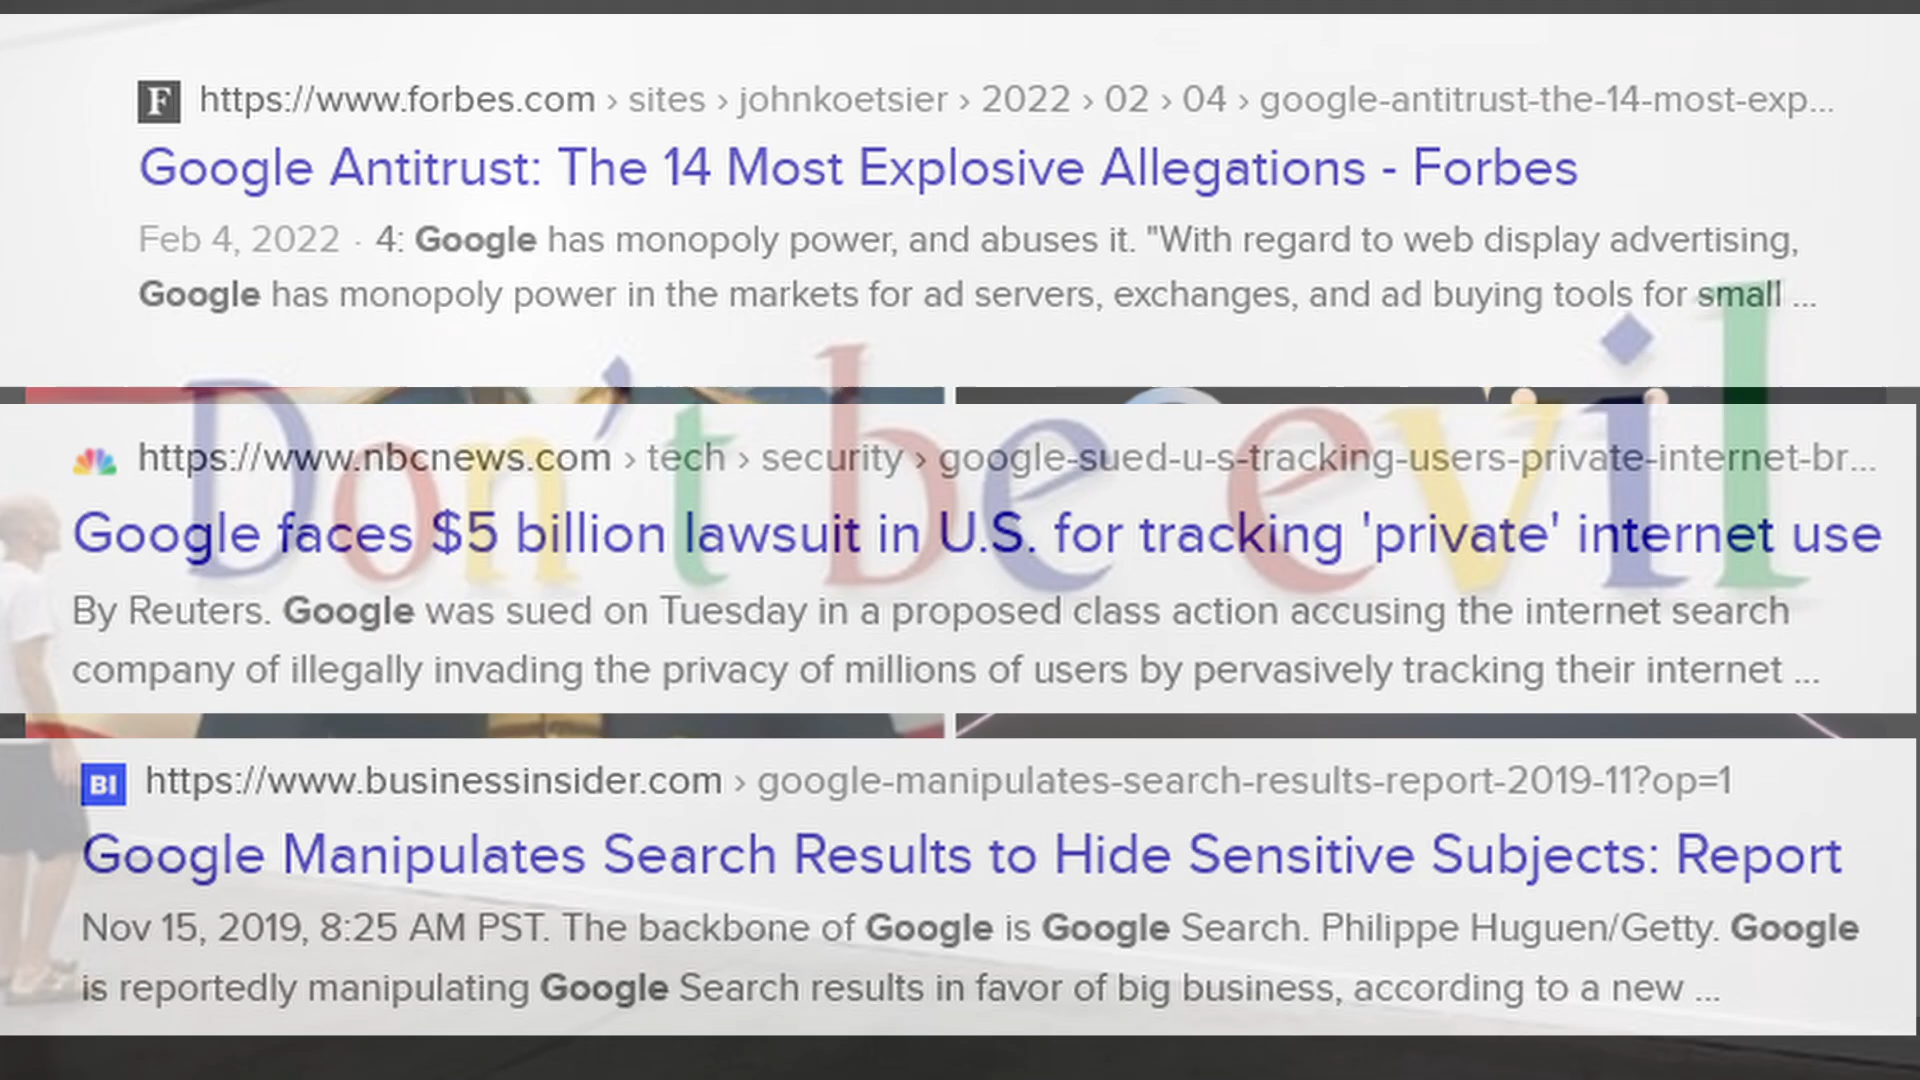 F https://www.forbes.com › sites › johnkoetsier › 2022 › 02 › 04 › google-antitrust-the-14-most-exp...
Google Antitrust: The 14 Most Explosive Allegations - Forbes
Feb 4, 2022 · 4: Google has monopoly power, and abuses it. "With regard to web display advertising,
Google has monopoly power in the markets for ad servers, exchanges, and ad buying tools for small ...
Don't be evil
https://www.nbcnews.com › tech › security › google-sued-u-s-tracking-users-private-internet-br...
Google faces $5 billion lawsuit in U.S. for tracking 'private' internet use
By Reuters. Google was sued on Tuesday in a proposed class action accusing the internet search
company of illegally invading the privacy of millions of users by pervasively tracking their internet ...
BI https://www.businessinsider.com › google-manipulates-search-results-report-2019-11?op=1
Google Manipulates Search Results to Hide Sensitive Subjects: Report
Nov 15, 2019, 8:25 AM PST. The backbone of Google is Google Search. Philippe Huguen/Getty. Google
is reportedly manipulating Google Search results in favor of big business, according to a new ...